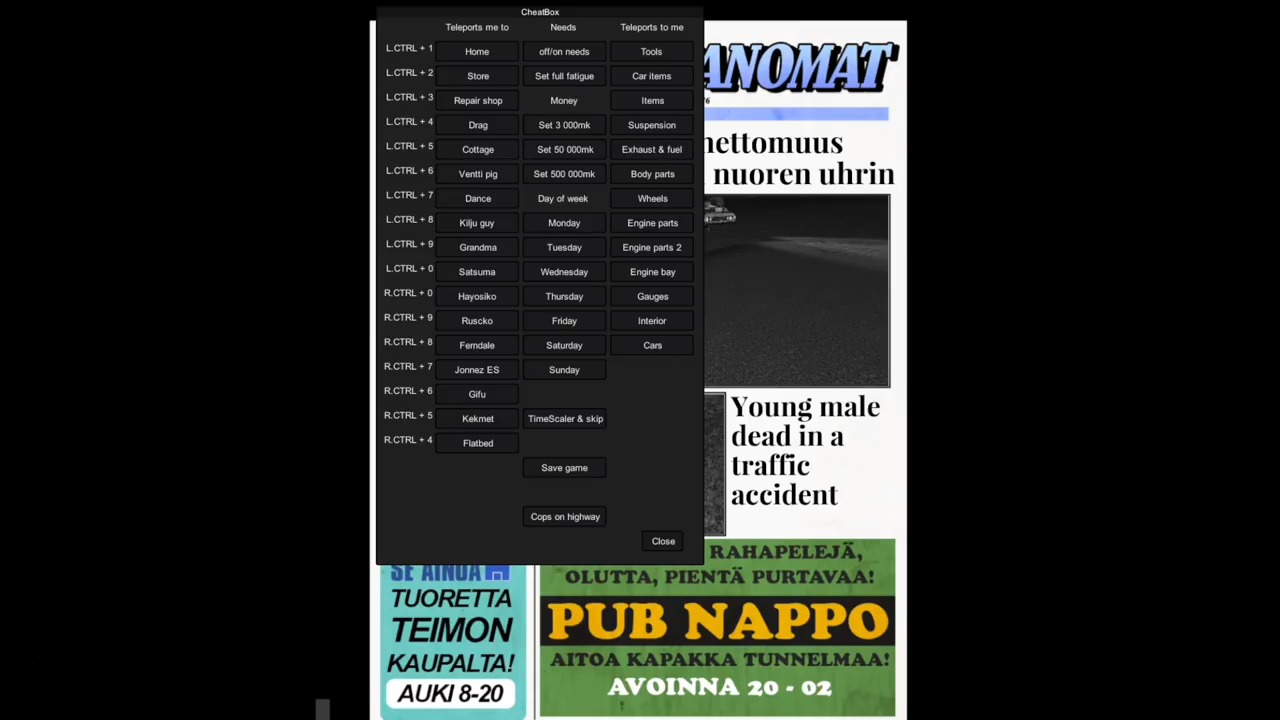 CheatBox
Teleports me to Needs Teleports to me
L.CTRL + 1 Home off/on needs Tools
L.CTRL + 2 Store Set full fatigue Car items
L.CTRL + 3 Repair shop Money Items
L.CTRL + 4 Drag Set 3 000mk Suspension
L.CTRL + 5 Cottage Set 50 000mk Exhaust & fuel
L.CTRL + 6 Ventti pig Set 500 000mk Body parts
L.CTRL + 7 Dance Day of week Wheels
L.CTRL + 8 Kilju guy Monday Engine parts
L.CTRL + 9 Grandma Tuesday Engine parts 2
L.CTRL + 0 Satsuma Wednesday Engine bay
R.CTRL + 0 Hayosiko Thursday Gauges
R.CTRL + 9 Ruscko Friday Interior
R.CTRL + 8 Ferndale Saturday Cars
R.CTRL + 7 Jonnez ES Sunday
R.CTRL + 6 Gifu
R.CTRL + 5 Kekmet TimeScaler & skip
R.CTRL + 4 Flatbed
Save game
Cops on highway
Close
ANOMAT
nuoren uhrin
Young male
dead in a
traffic
accident
SE AINOA
TUORETTA
TEIMON
KAUPALTA!
AUKI 8-20
RAHAPELEJÄ,
OLUTTA, PIENTÄ PURTAVAA!
PUB NAPPO
AITOA KAPAKKA TUNNELMAA!
AVOINNA 20 - 02